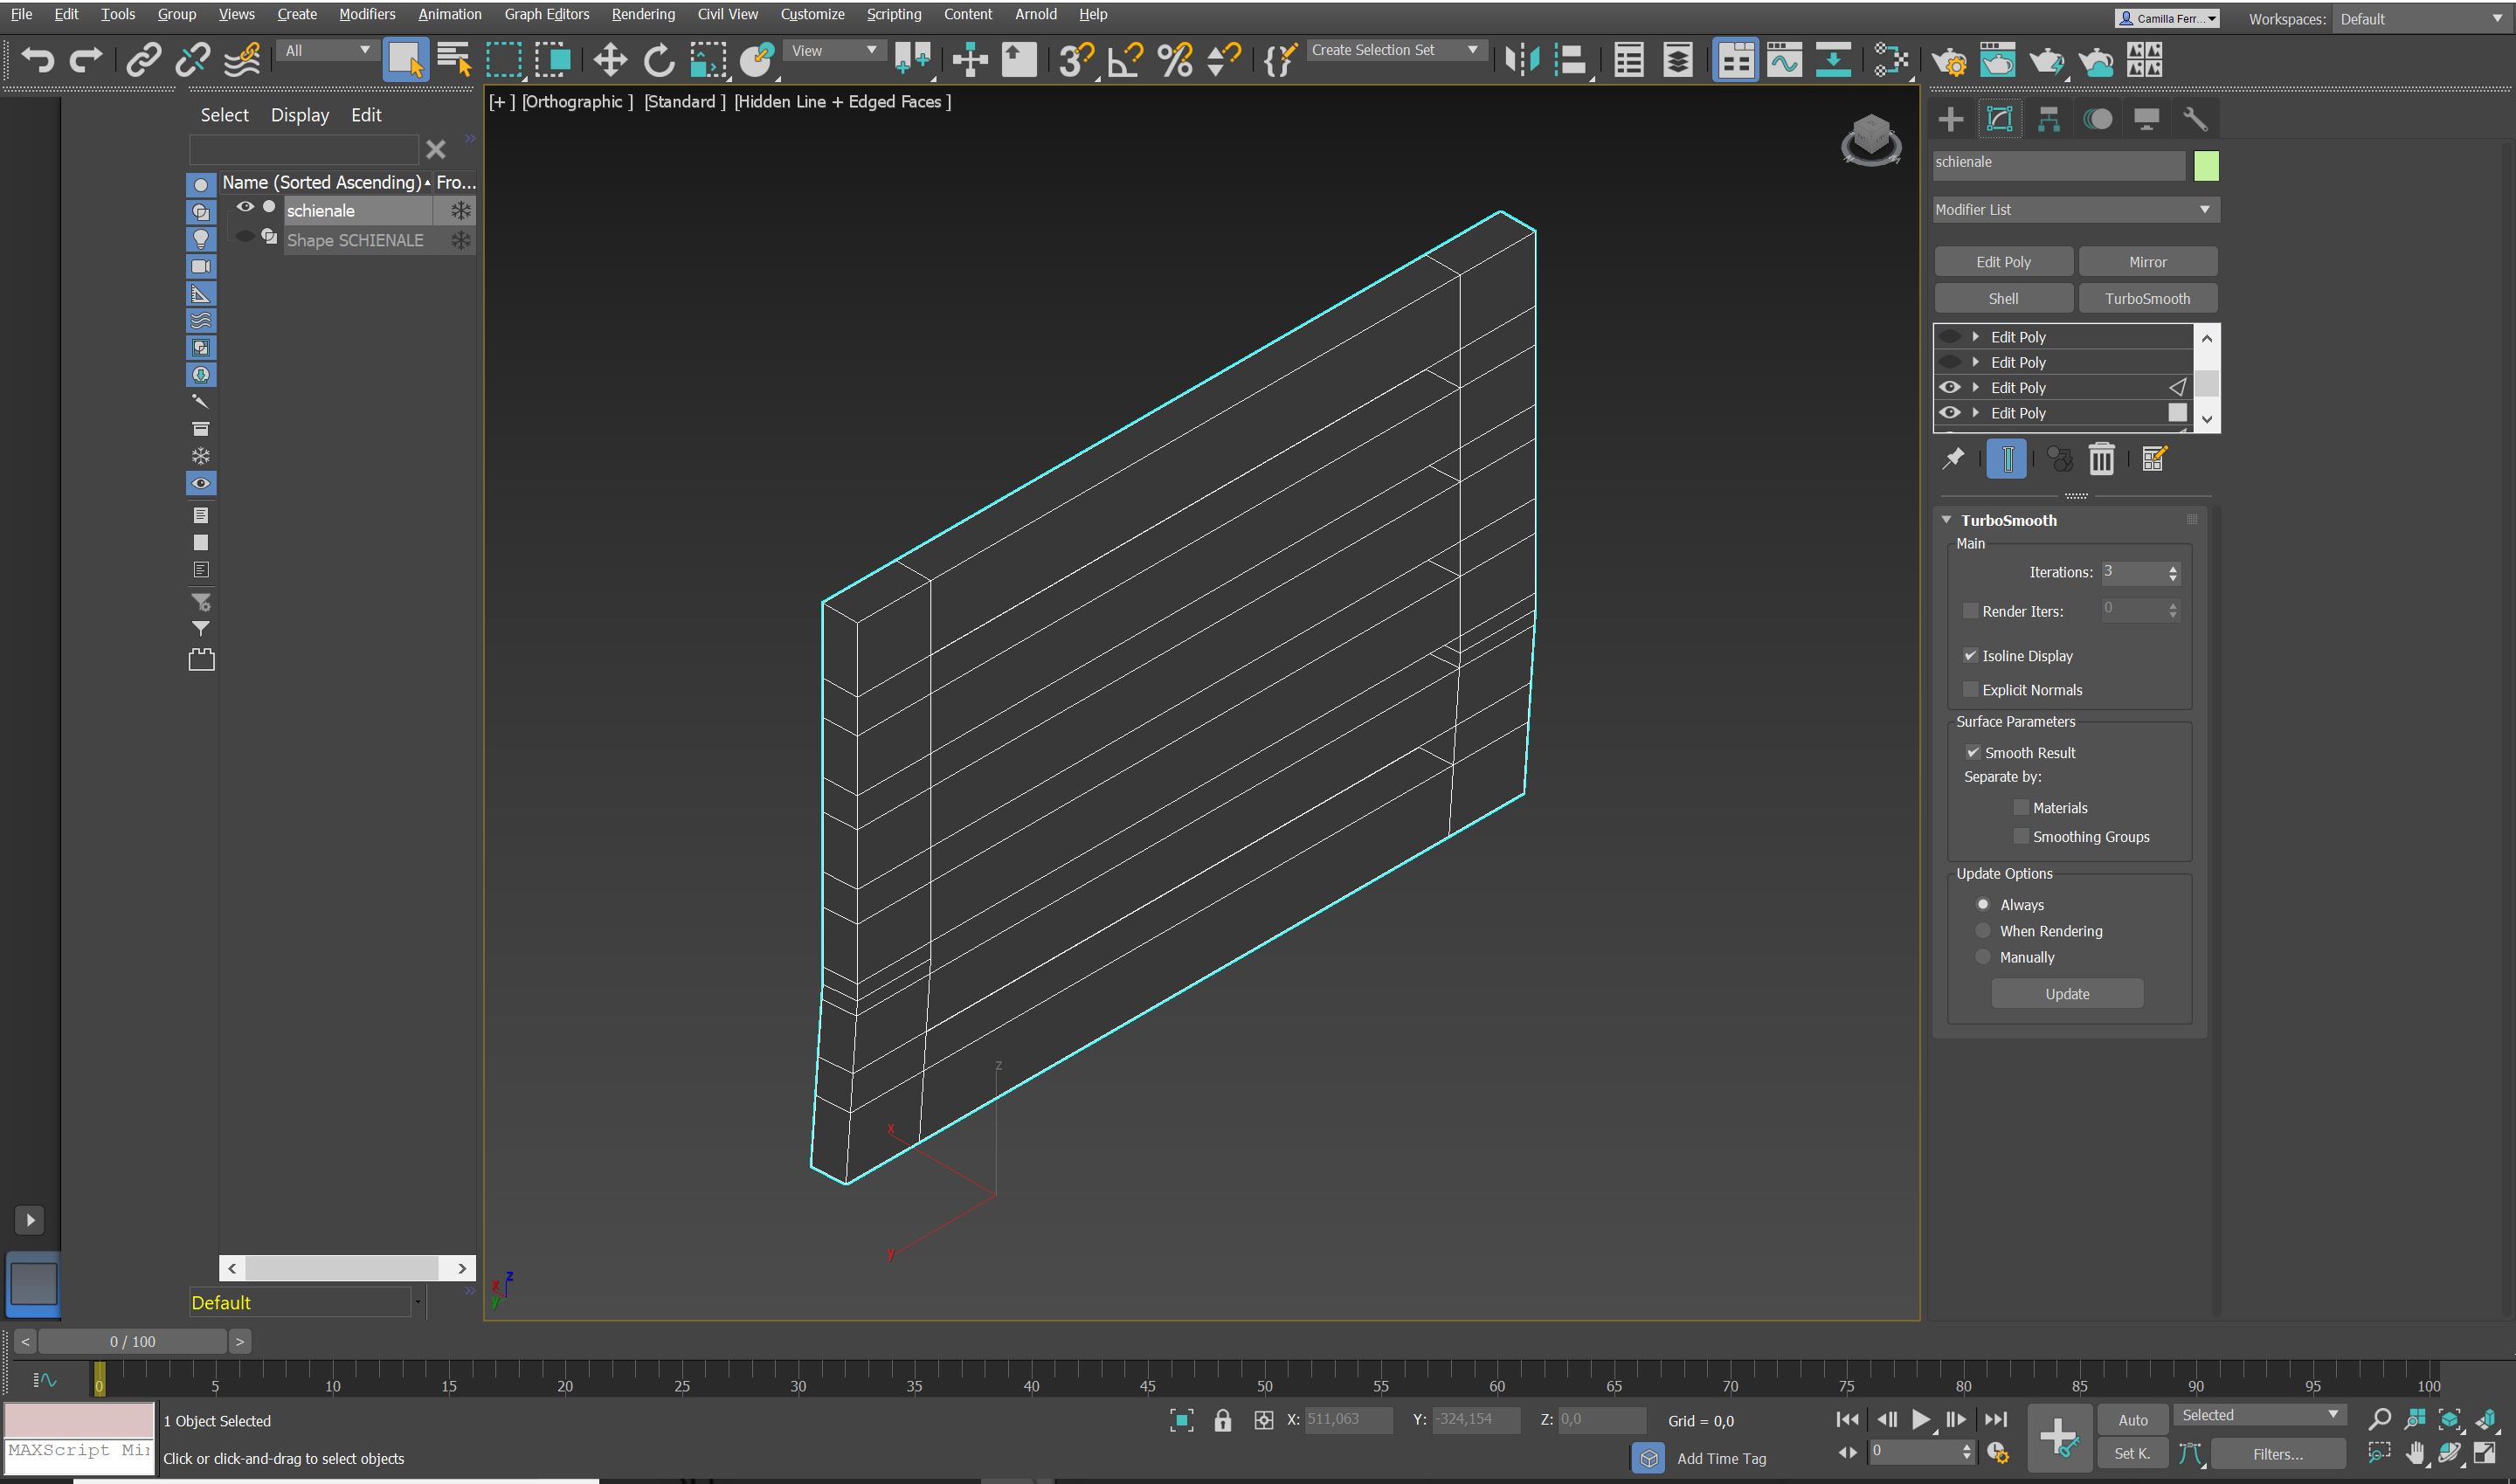 File Edit Tools Group Views Create Modifiers Animation Graph Editors Rendering Civil View Customize Scripting Content Arnold Help
Camilla Ferr... Workspaces: Default
All View Create Selection Set
[+ ] [Orthographic ] [Standard ] [Hidden Line + Edged Faces ]
Select Display Edit
Name (Sorted Ascending) Fro...
schienale
Shape SCHIENALE
schienale
Modifier List
Edit Poly Mirror
Shell TurboSmooth
Edit Poly
Edit Poly
Edit Poly
Edit Poly
TurboSmooth
Main
Iterations: 3
Render Iters: 0
Isoline Display
Explicit Normals
Surface Parameters
Smooth Result
Separate by:
Materials
Smoothing Groups
Update Options
Always
When Rendering
Manually
Update
z
x
y
z
x
y
Default
< 0 / 100 >
0 5 10 15 20 25 30 35 40 45 50 55 60 65 70 75 80 85 90 95 100
1 Object Selected X: 511,063 Y: -324,154 Z: 0,0 Grid = 0,0 Auto Selected
MAXScript Mi Click or click-and-drag to select objects Add Time Tag 0 Set K. Filters...